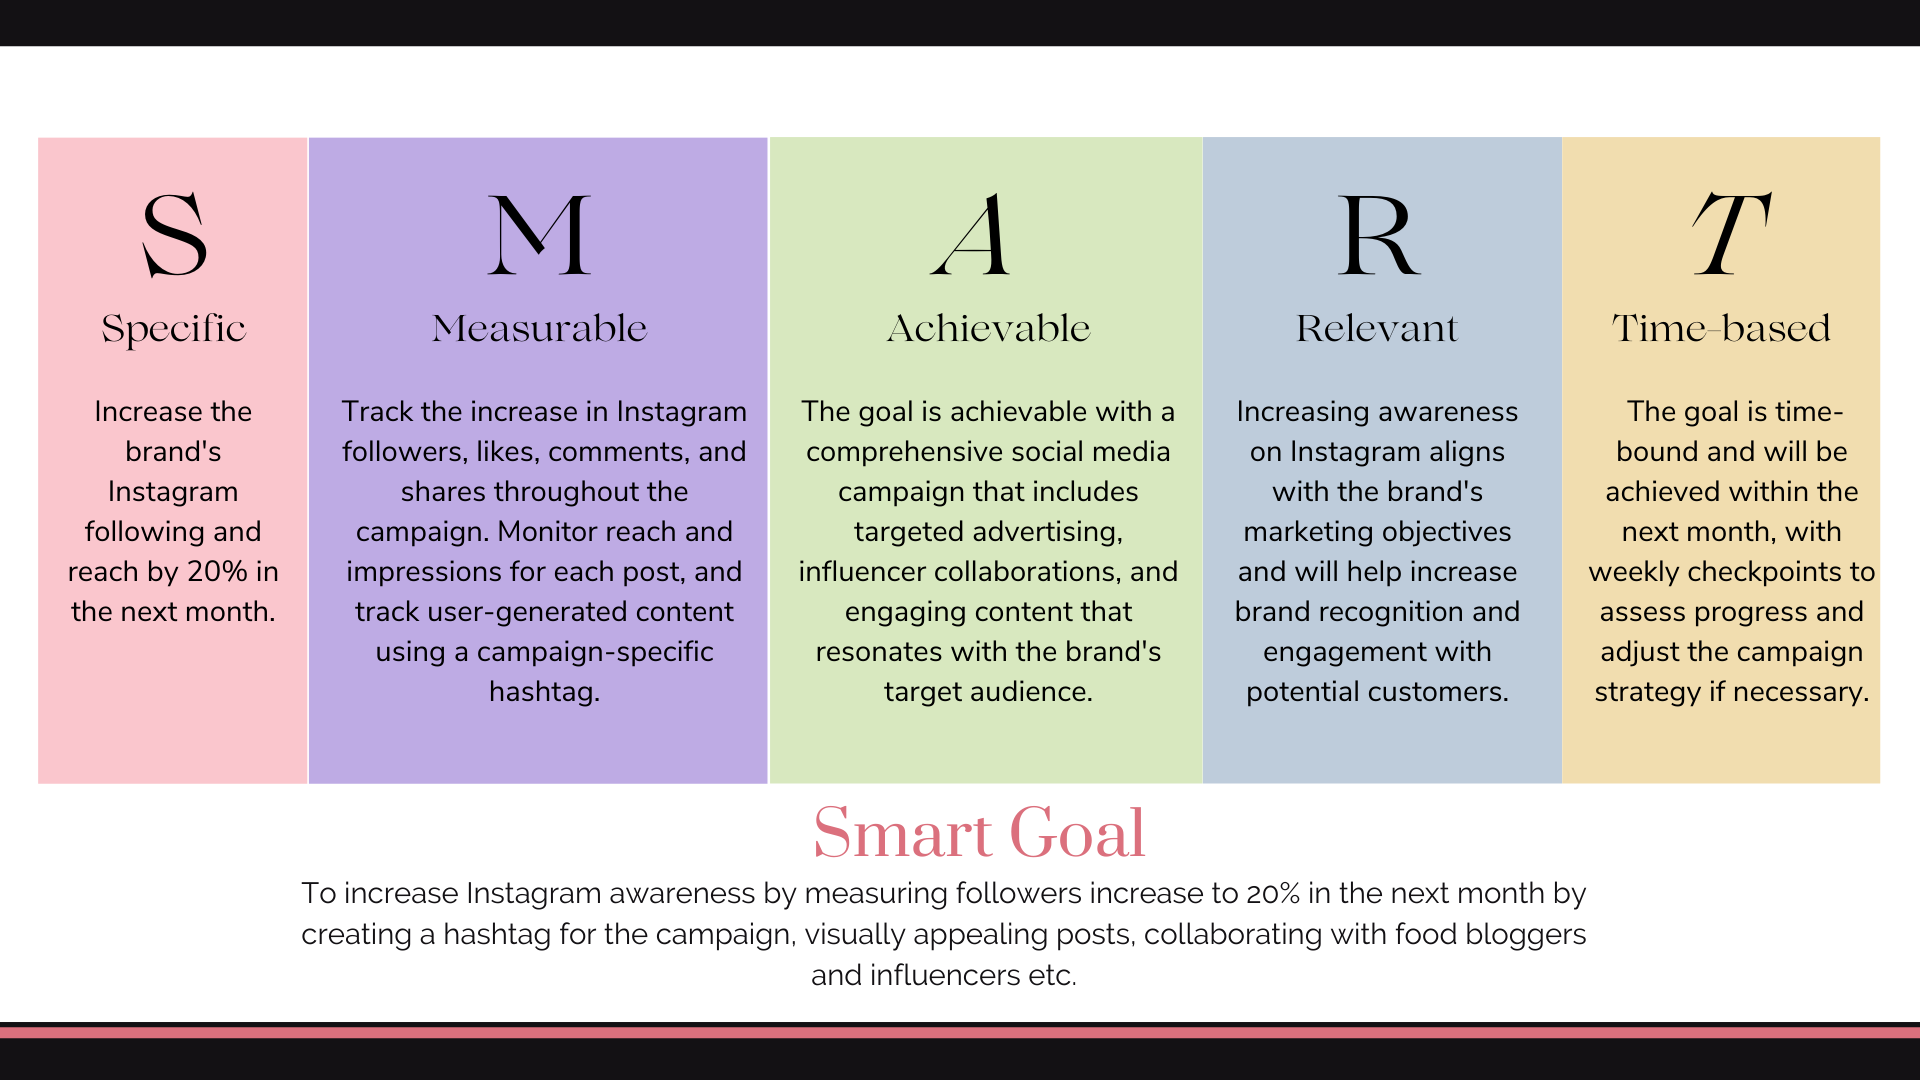 S
Specific
Increase the
brand's
Instagram
following and
reach by 20% in
the next month.
M
Measurable
Track the increase in Instagram
followers, likes, comments, and
shares throughout the
campaign. Monitor reach and
impressions for each post, and
track user-generated content
using a campaign-specific
hashtag.
A
Achievable
The goal is achievable with a
comprehensive social media
campaign that includes
targeted advertising,
influencer collaborations, and
engaging content that
resonates with the brand's
target audience.
R
Relevant
Increasing awareness
on Instagram aligns
with the brand's
marketing objectives
and will help increase
brand recognition and
engagement with
potential customers.
T
Time-based
The goal is time-
bound and will be
achieved within the
next month, with
weekly checkpoints to
assess progress and
adjust the campaign
strategy if necessary.
Smart Goal
To increase Instagram awareness by measuring followers increase to 20% in the next month by
creating a hashtag for the campaign, visually appealing posts, collaborating with food bloggers
and influencers etc.